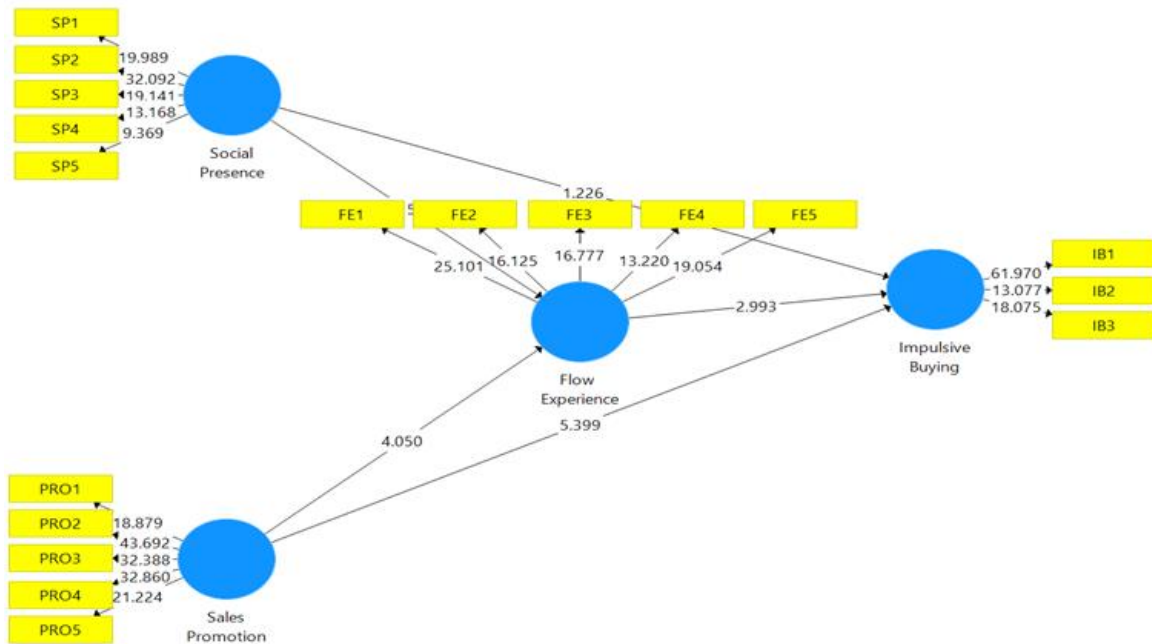 SP1
19.989
SP2
32.092
SP3
19.141
SP4
13.168
SP5
9.369
Social
Presence
1.226
FE1
FE2
FE3
FE4
FE5
25.101
16.125
16.777
13.220
19.054
Flow
Experience
2.993
61.970
IB1
13.077
IB2
18.075
IB3
Impulsive
Buying
4.050
5.399
PRO1
18.879
PRO2
43.692
PRO3
32.388
PRO4
32.860
PRO5
21.224
Sales
Promotion